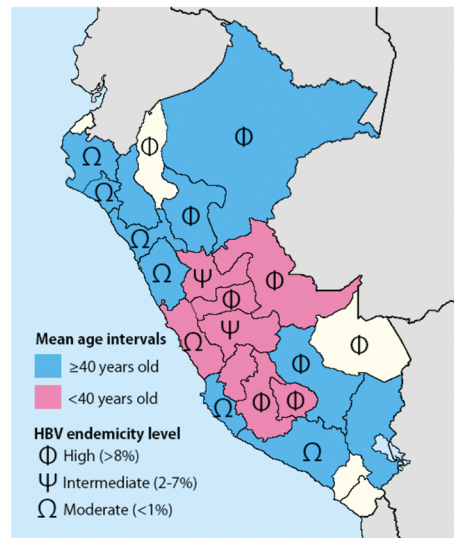 Φ
Φ
Ω
Ω
Φ
Ω
Ω
Ψ
Φ
Φ
Ψ
Ω
Φ
Φ
Ω
Φ
Φ
Ω
Mean age intervals
≥40 years old
<40 years old
HBV endemicity level
Φ High (>8%)
Ψ Intermediate (2-7%)
Ω Moderate (<1%)